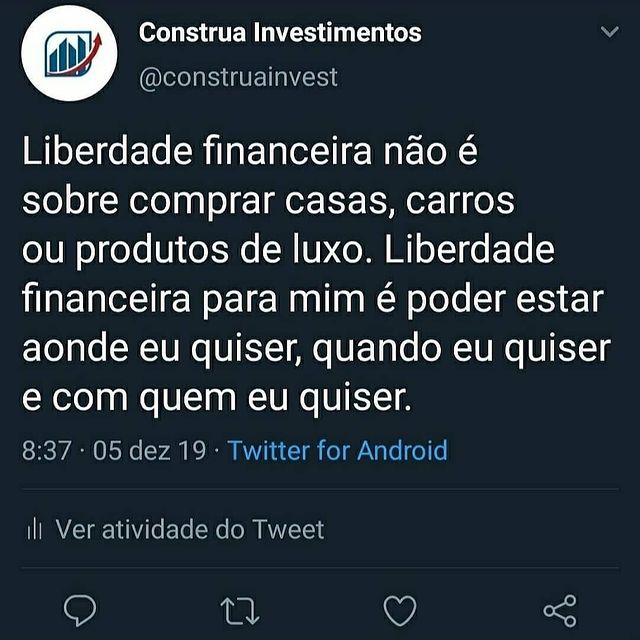 Construa Investimentos
@construainvest
Liberdade financeira não é
sobre comprar casas, carros
ou produtos de luxo. Liberdade
financeira para mim é poder estar
aonde eu quiser, quando eu quiser
e com quem eu quiser.
8:37 · 05 dez 19 · Twitter for Android
Ver atividade do Tweet